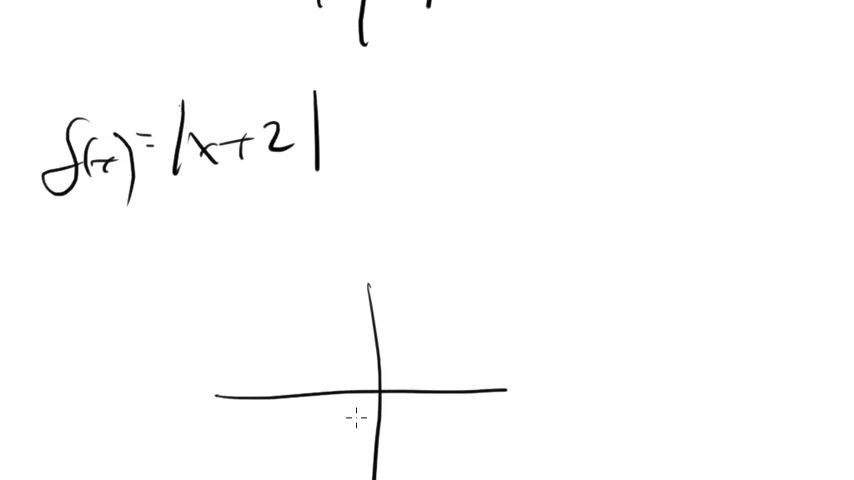 f(x) = |x+2|